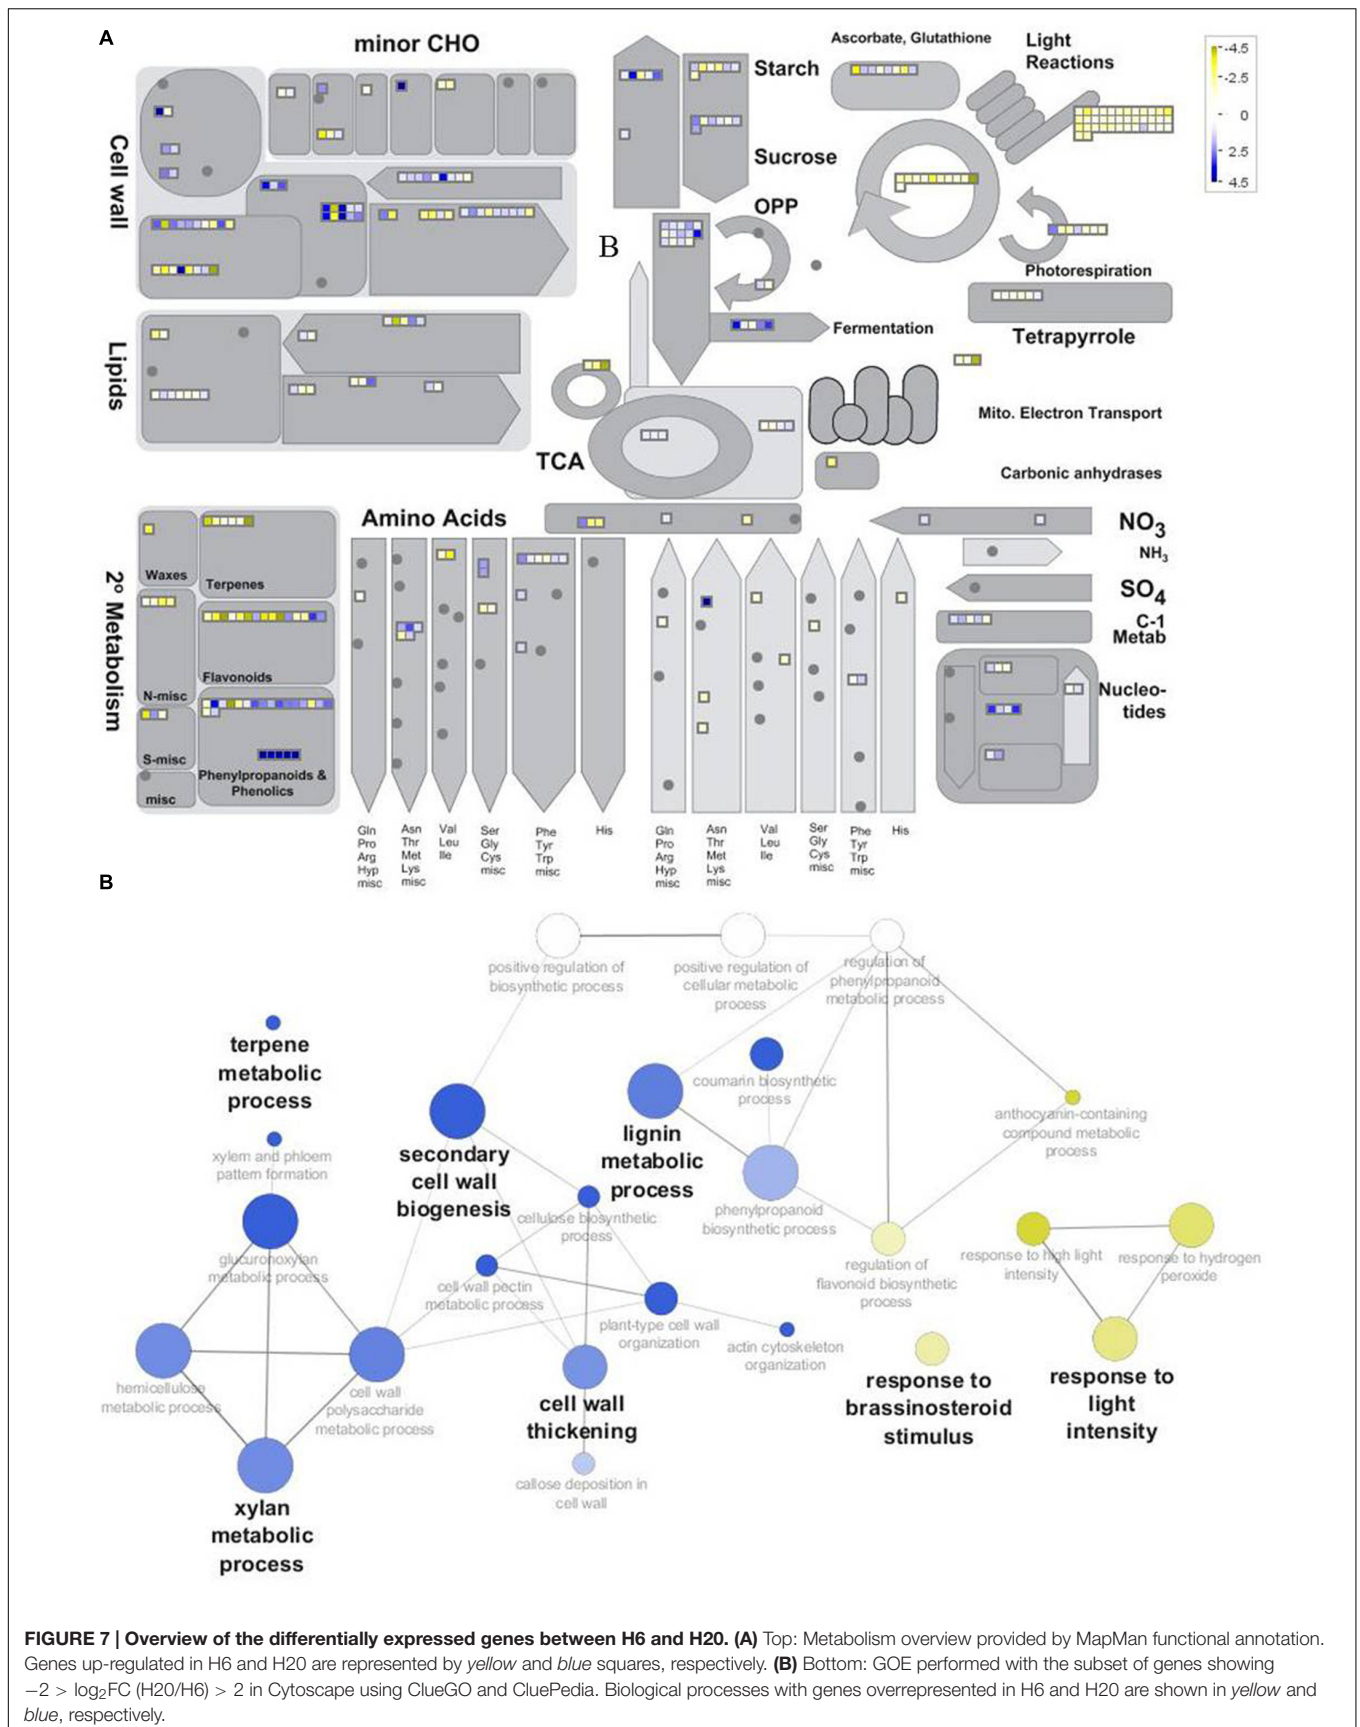 A
minor CHO
Cell wall
Lipids
2º Metabolism
Starch
Sucrose
OPP
B
Ascorbate, Glutathione
Light
Reactions
-4.5
-2.5
0
2.5
4.5
Photorespiration
Tetrapyrrole
Fermentation
Mito. Electron Transport
TCA
Carbonic anhydrases
Amino Acids
NO3
NH3
SO4
C-1
Metab
Nucleo-
tides
Waxes
Terpenes
N-misc
Flavonoids
S-misc
misc
Phenylpropanoids &
Phenolics
Gln
Pro
Arg
Hyp
misc
Asn
Thr
Met
Lys
misc
Val
Leu
Ile
Ser
Gly
Cys
misc
Phe
Tyr
Trp
misc
His
Gln
Pro
Arg
Hyp
misc
Asn
Thr
Met
Lys
misc
Val
Leu
Ile
Ser
Gly
Cys
misc
Phe
Tyr
Trp
misc
His
B
positive regulation of
biosynthetic process
positive regulation of
cellular metabolic
process
regulation of
phenylpropanoid
metabolic process
terpene
metabolic
process
xylem and phloem
pattern formation
glucuronoxylan
metabolic process
hemicellulose
metabolic process
cell wall
polysaccharide
metabolic process
xylan
metabolic
process
secondary
cell wall
biogenesis
cellulose biosynthetic
process
cell wall pectin
metabolic process
plant-type cell wall
organization
actin cytoskeleton
organization
cell wall
thickening
callose deposition in
cell wall
lignin
metabolic
process
coumarin biosynthetic
process
phenylpropanoid
biosynthetic process
anthocyanin-containing
compound metabolic
process
regulation of
flavonoid biosynthetic
process
response to high light
intensity
response to hydrogen
peroxide
response to
light
intensity
response to
brassinosteroid
stimulus
FIGURE 7 | Overview of the differentially expressed genes between H6 and H20. (A) Top: Metabolism overview provided by MapMan functional annotation.
Genes up-regulated in H6 and H20 are represented by yellow and blue squares, respectively. (B) Bottom: GOE performed with the subset of genes showing
−2 > log2FC (H20/H6) > 2 in Cytoscape using ClueGO and CluePedia. Biological processes with genes overrepresented in H6 and H20 are shown in yellow and
blue, respectively.